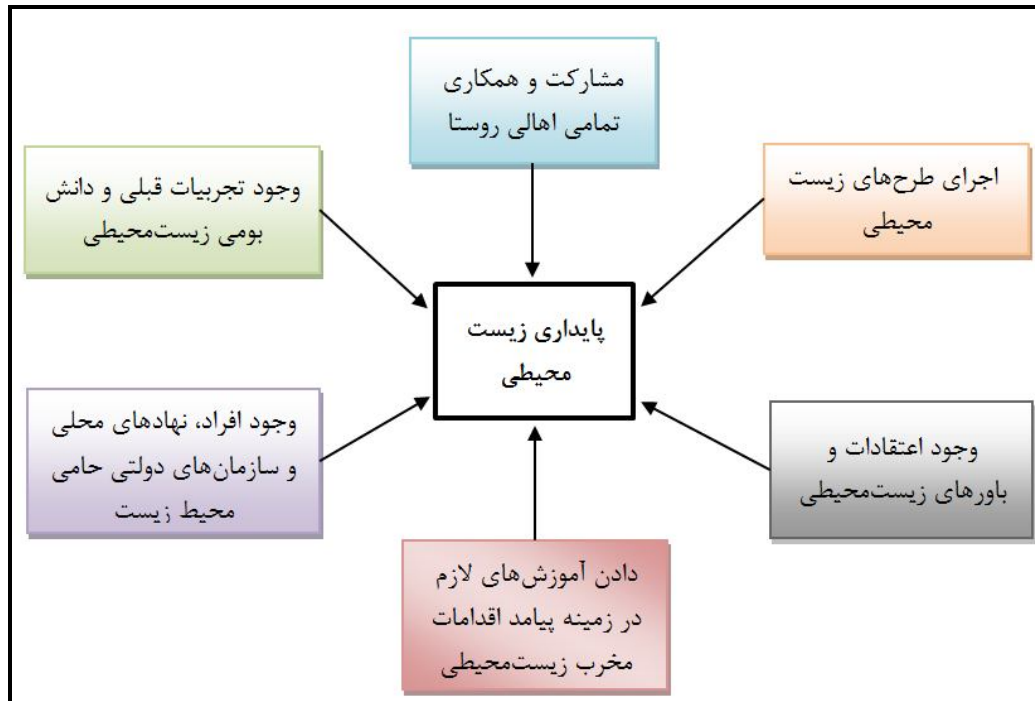 مشارکت و همکاری
تمامی اهالی روستا
اجرای طرح‌های زیست
محیطی
وجود تجربیات قبلی و دانش
بومی زیست‌محیطی
پایداری زیست
محیطی
وجود اعتقادات و
باورهای زیست‌محیطی
وجود افراد، نهادهای محلی
و سازمان‌های دولتی حامی
محیط زیست
دادن آموزش‌های لازم
در زمینه پیامد اقدامات
مخرب زیست‌محیطی